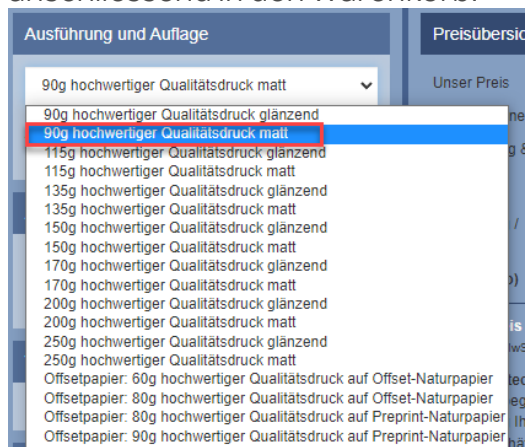 anschliessend in den Warenkorb.
Ausführung und Auflage
Preisübersic
90g hochwertiger Qualitätsdruck matt
Unser Preis
90g hochwertiger Qualitätsdruck glänzend
90g hochwertiger Qualitätsdruck matt
115g hochwertiger Qualitätsdruck glänzend
115g hochwertiger Qualitätsdruck matt
135g hochwertiger Qualitätsdruck glänzend
135g hochwertiger Qualitätsdruck matt
150g hochwertiger Qualitätsdruck glänzend
150g hochwertiger Qualitätsdruck matt
170g hochwertiger Qualitätsdruck glänzend
170g hochwertiger Qualitätsdruck matt
200g hochwertiger Qualitätsdruck glänzend
200g hochwertiger Qualitätsdruck matt
250g hochwertiger Qualitätsdruck glänzend
250g hochwertiger Qualitätsdruck matt
Offsetpapier: 60g hochwertiger Qualitätsdruck auf Offset-Naturpapier
Offsetpapier: 80g hochwertiger Qualitätsdruck auf Offset-Naturpapier
Offsetpapier: 80g hochwertiger Qualitätsdruck auf Preprint-Naturpapier
Offsetpapier: 90g hochwertiger Qualitätsdruck auf Preprint-Naturpapier